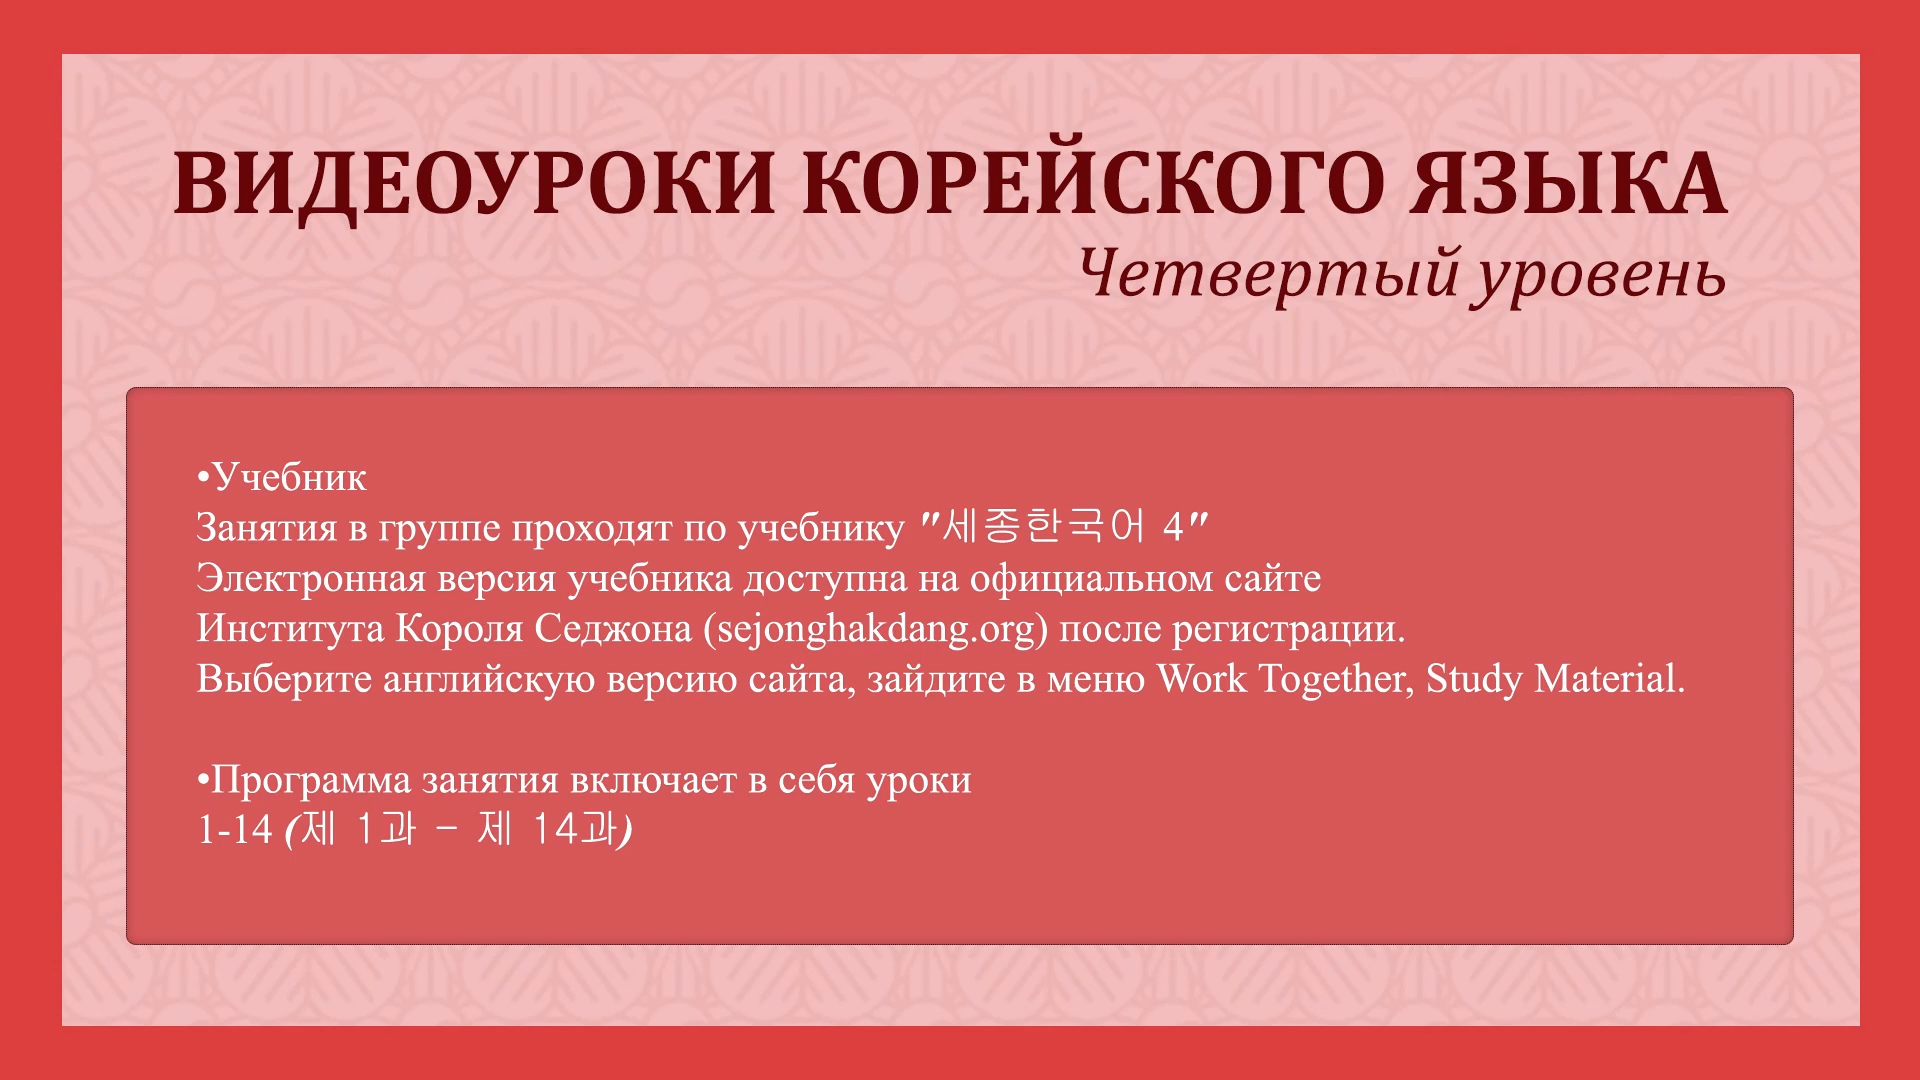 ВИДЕОУРОКИ КОРЕЙСКОГО ЯЗЫКА
Четвертый уровень
•Учебник
Занятия в группе проходят по учебнику "세종한국어 4"
Электронная версия учебника доступна на официальном сайте
Института Короля Седжона (sejonghakdang.org) после регистрации.
Выберите английскую версию сайта, зайдите в меню Work Together, Study Material.
•Программа занятия включает в себя уроки
1-14 (제 1과 – 제 14과)